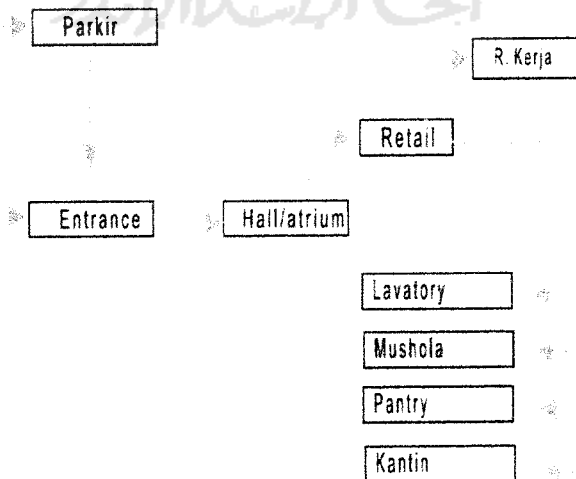 Parkir
R. Kerja
Retail
Entrance
Hall/atrium
Lavatory
Mushola
Pantry
Kantin